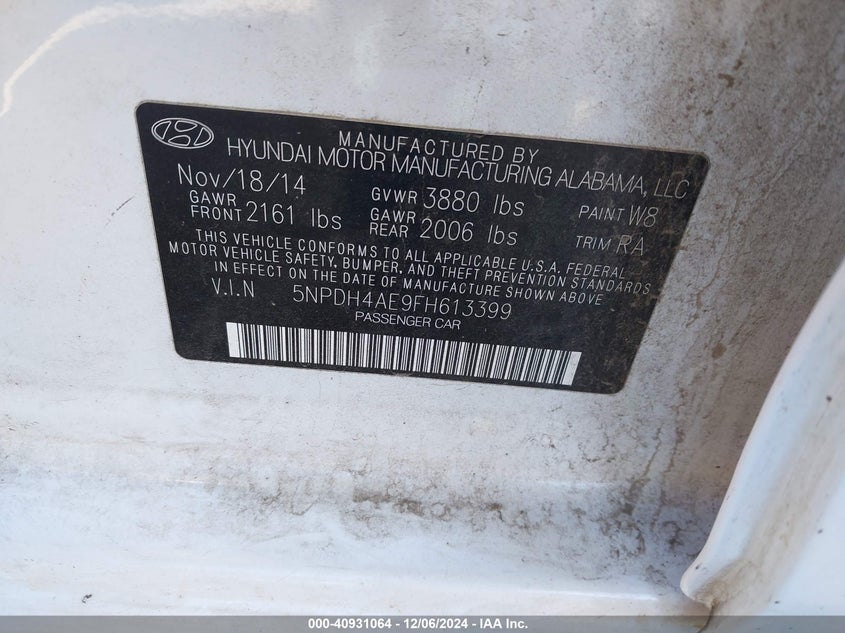 MANUFACTURED BY
HYUNDAI MOTOR MANUFACTURING ALABAMA, LLC
Nov/18/14 GVWR 3880 lbs PAINT W8
GAWR FRONT 2161 lbs GAWR REAR 2006 lbs TRIM RA
THIS VEHICLE CONFORMS TO ALL APPLICABLE U.S.A. FEDERAL
MOTOR VEHICLE SAFETY, BUMPER, AND THEFT PREVENTION STANDARDS
IN EFFECT ON THE DATE OF MANUFACTURE SHOWN ABOVE.
V.I.N 5NPDH4AE9FH613399
PASSENGER CAR
000-40931064 - 12/06/2024 - IAA Inc.